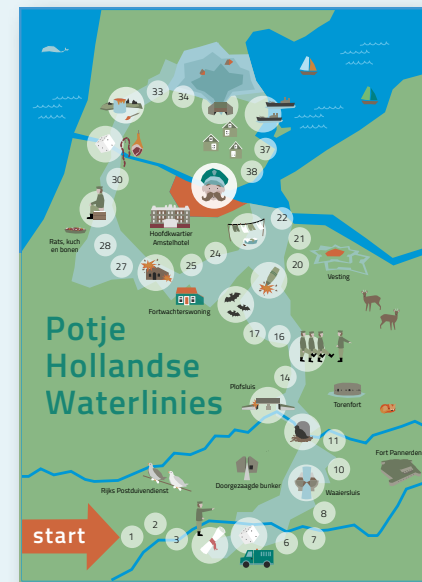 33
34
37
38
30
Rats, kuch
en bonen
Hoofdkwartier
Amstelhotel
22
21
20
28
27
25
24
Vesting
Fortwachterswoning
17
16
Potje
Hollandse
Waterlinies
Plofsluis
14
Torenfort
11
10
Fort Pannerden
Rijks Postduivendienst
Doorgezaagde bunker
Waaiersluis
8
start
1
2
3
6
7